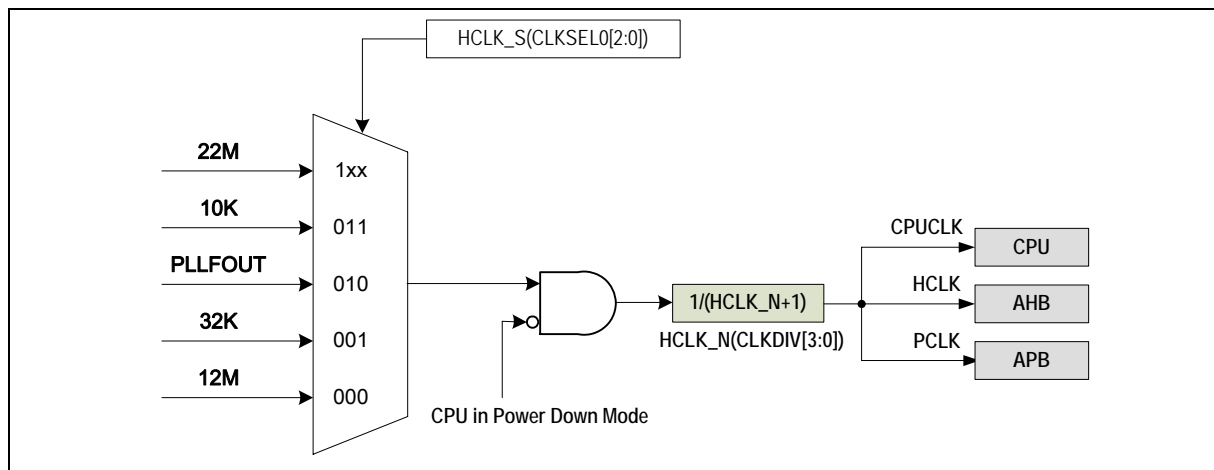 HCLK_S(CLKSEL0[2:0])
22M
1xx
10K
011
PLLFOUT
010
32K
001
12M
000
CPU in Power Down Mode
1/(HCLK_N+1)
HCLK_N(CLKDIV[3:0])
CPUCLK
CPU
HCLK
AHB
PCLK
APB